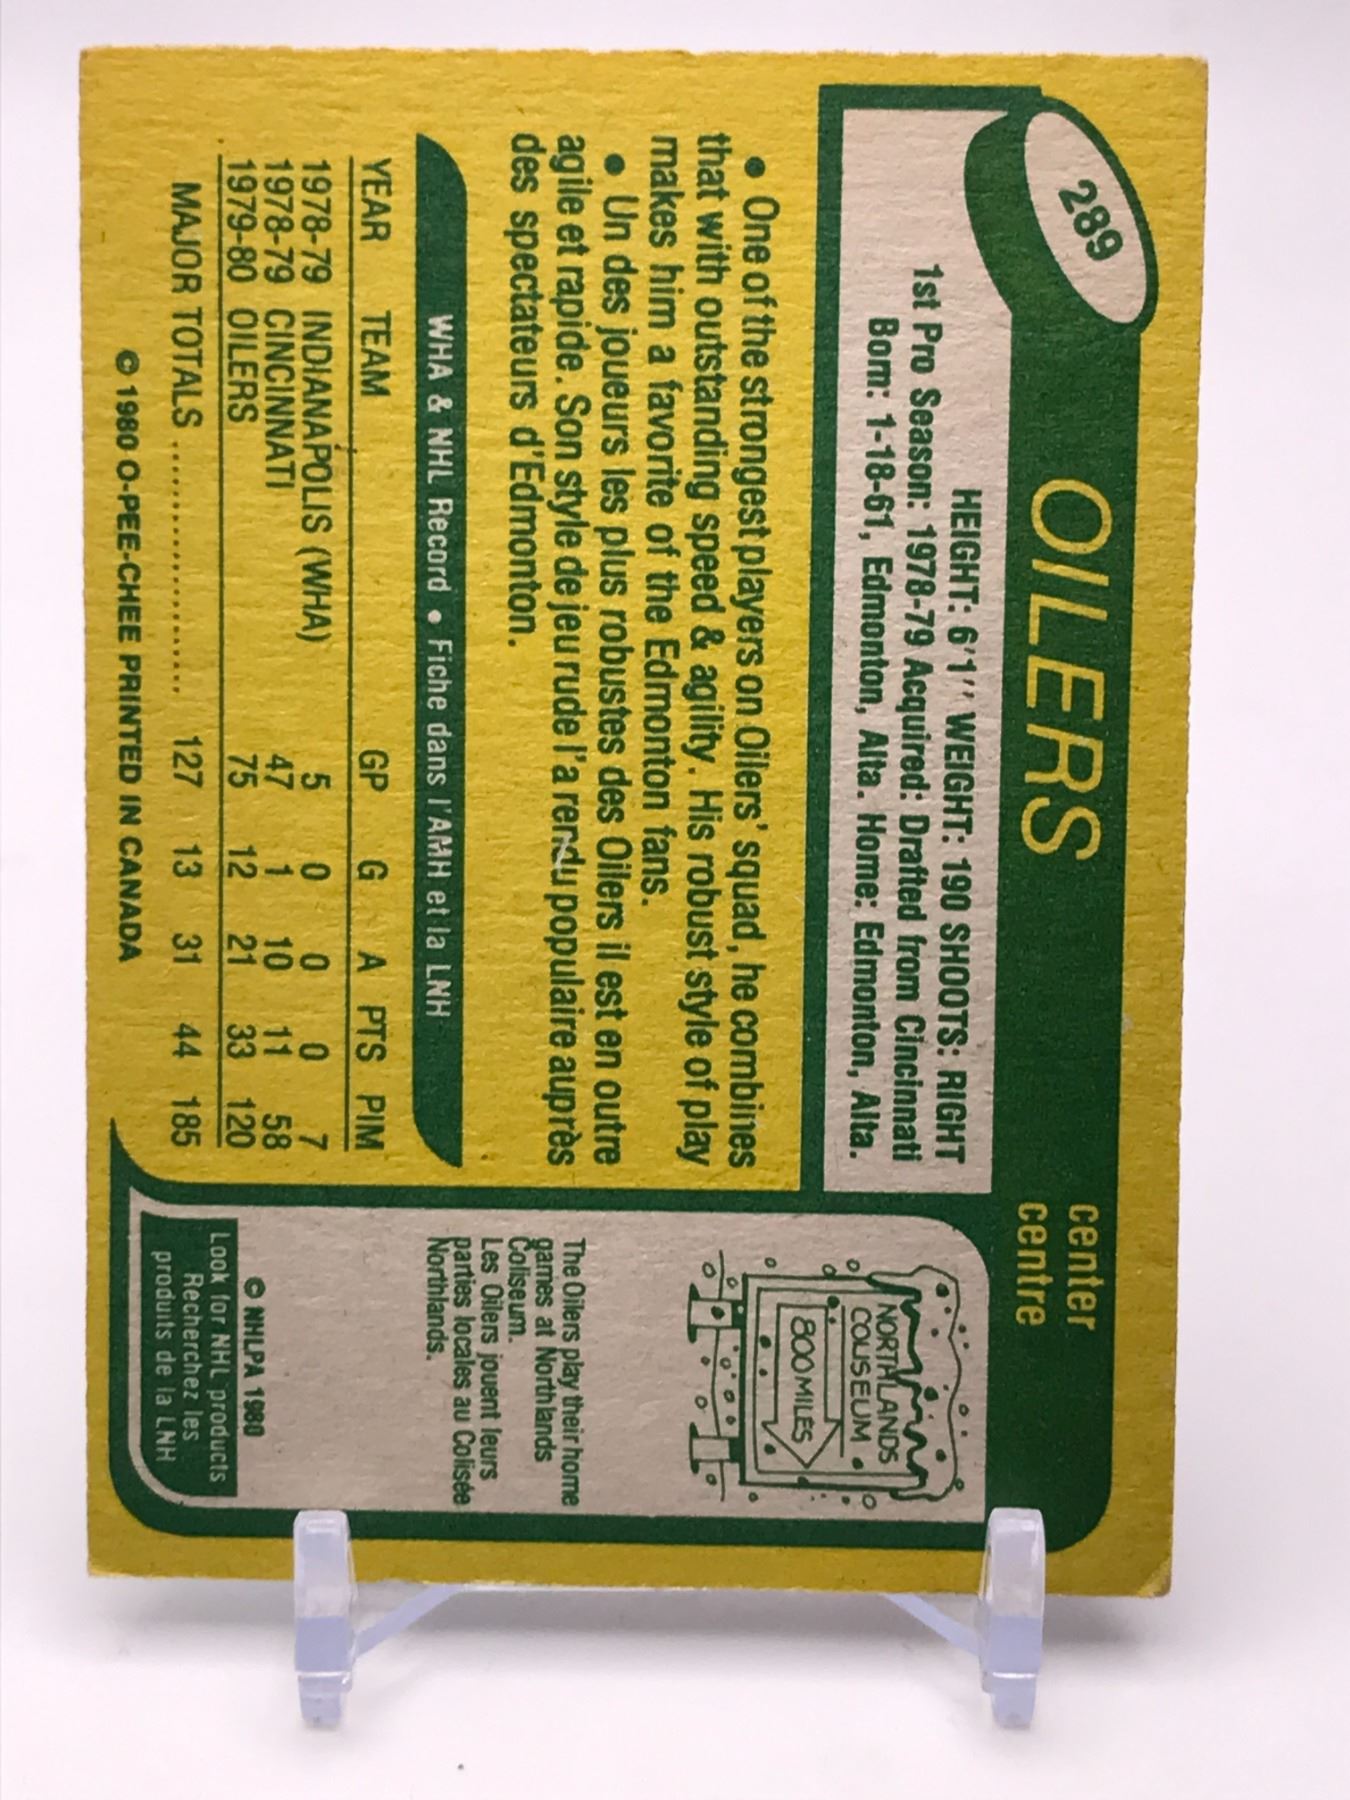 289
OILERS
center
centre
HEIGHT: 6'1'' WEIGHT: 190 SHOOTS: RIGHT
1st Pro Season: 1978-79 Acquired: Drafted from Cincinnati
Born: 1-18-61, Edmonton, Alta. Home: Edmonton, Alta.
• One of the strongest players on Oilers' squad, he combines
that with outstanding speed & agility. His robust style of play
makes him a favorite of the Edmonton fans.
• Un des joueurs les plus robustes des Oilers il est en outre
agile et rapide. Son style de jeu rude l'a rendu populaire auprès
des spectateurs d'Edmonton.
WHA & NHL Record • Fiche dans l'AMH et la LNH
YEAR TEAM GP G A PTS PIM
1978-79 INDIANAPOLIS (WHA) 5 0 0 0 7
1978-79 CINCINNATI 47 1 10 11 58
1979-80 OILERS 75 12 21 33 120
MAJOR TOTALS ................. 127 13 31 44 185
© 1980 O-PEE-CHEE PRINTED IN CANADA
NORTHLANDS
COLISEUM
800 MILES
The Oilers play their home
games at Northlands
Coliseum.
Les Oilers jouent leurs
parties locales au Colisée
Northlands.
© NHLPA 1980
Look for NHL products
Recherchez les
produits de la LNH